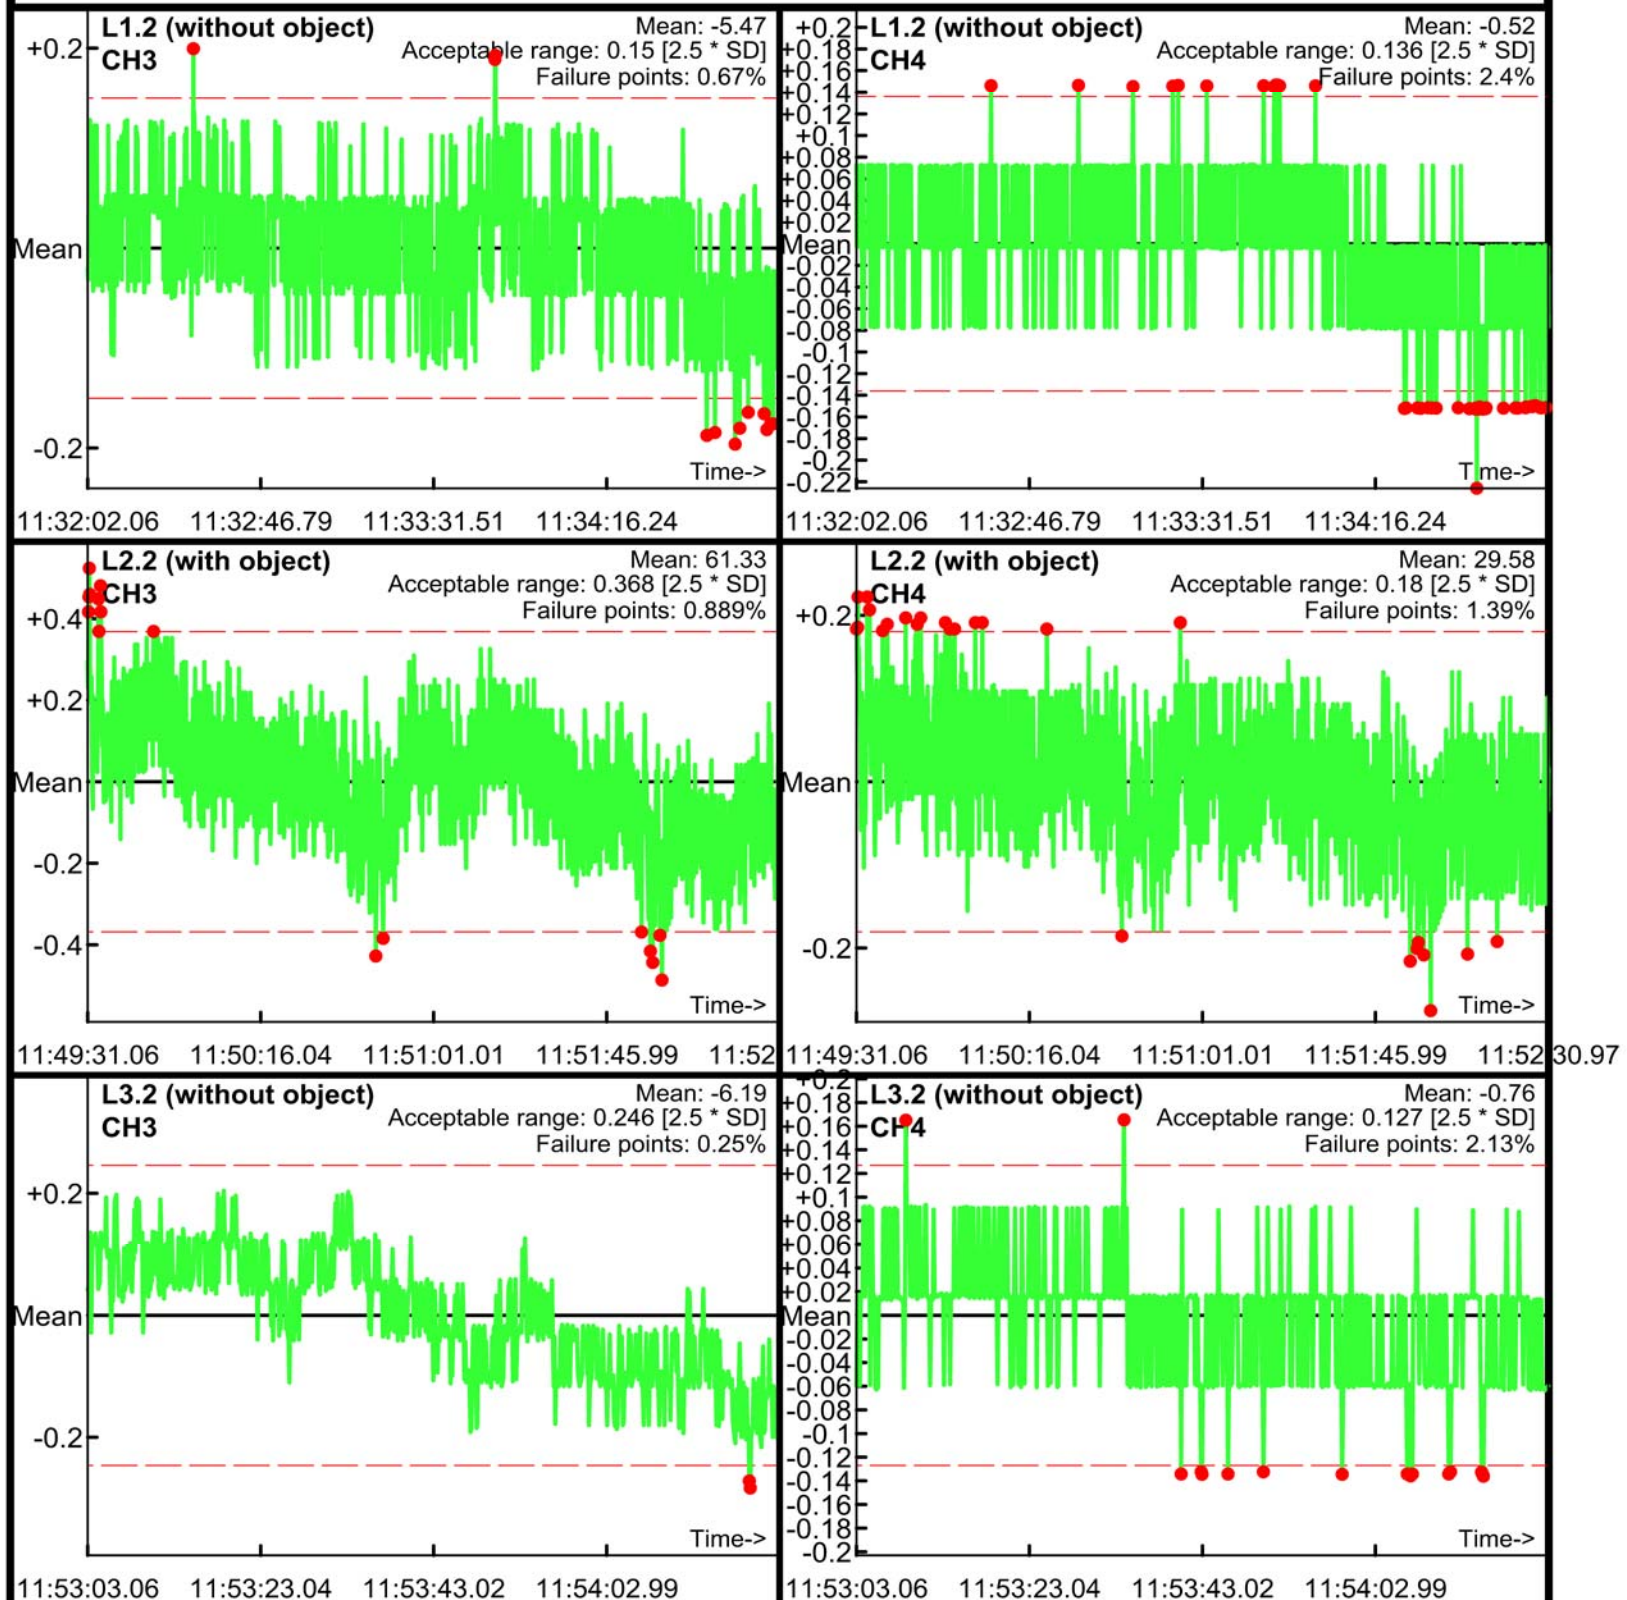 L1.2 (without object)
CH3
Mean: -5.47
Acceptable range: 0.15 [2.5 * SD]
Failure points: 0.67%
+0.2
Mean
-0.2
Time->
11:32:02.06 11:32:46.79 11:33:31.51 11:34:16.24
L1.2 (without object)
CH4
Mean: -0.52
Acceptable range: 0.136 [2.5 * SD]
Failure points: 2.4%
+0.2
+0.18
+0.16
+0.14
+0.12
+0.1
+0.08
+0.06
+0.04
+0.02
Mean
-0.02
-0.04
-0.06
-0.08
-0.1
-0.12
-0.14
-0.16
-0.18
-0.2
-0.22
Time->
11:32:02.06 11:32:46.79 11:33:31.51 11:34:16.24
L2.2 (with object)
CH3
Mean: 61.33
Acceptable range: 0.368 [2.5 * SD]
Failure points: 0.889%
+0.4
+0.2
Mean
-0.2
-0.4
Time->
11:49:31.06 11:50:16.04 11:51:01.01 11:51:45.99 11:52
L2.2 (with object)
CH4
Mean: 29.58
Acceptable range: 0.18 [2.5 * SD]
Failure points: 1.39%
+0.2
Mean
-0.2
Time->
11:49:31.06 11:50:16.04 11:51:01.01 11:51:45.99 11:52:30.97
L3.2 (without object)
CH3
Mean: -6.19
Acceptable range: 0.246 [2.5 * SD]
Failure points: 0.25%
+0.2
Mean
-0.2
Time->
11:53:03.06 11:53:23.04 11:53:43.02 11:54:02.99
L3.2 (without object)
CH4
Mean: -0.76
Acceptable range: 0.127 [2.5 * SD]
Failure points: 2.13%
+0.2
+0.18
+0.16
+0.14
+0.12
+0.1
+0.08
+0.06
+0.04
+0.02
Mean
-0.02
-0.04
-0.06
-0.08
-0.1
-0.12
-0.14
-0.16
-0.18
-0.2
Time->
11:53:03.06 11:53:23.04 11:53:43.02 11:54:02.99